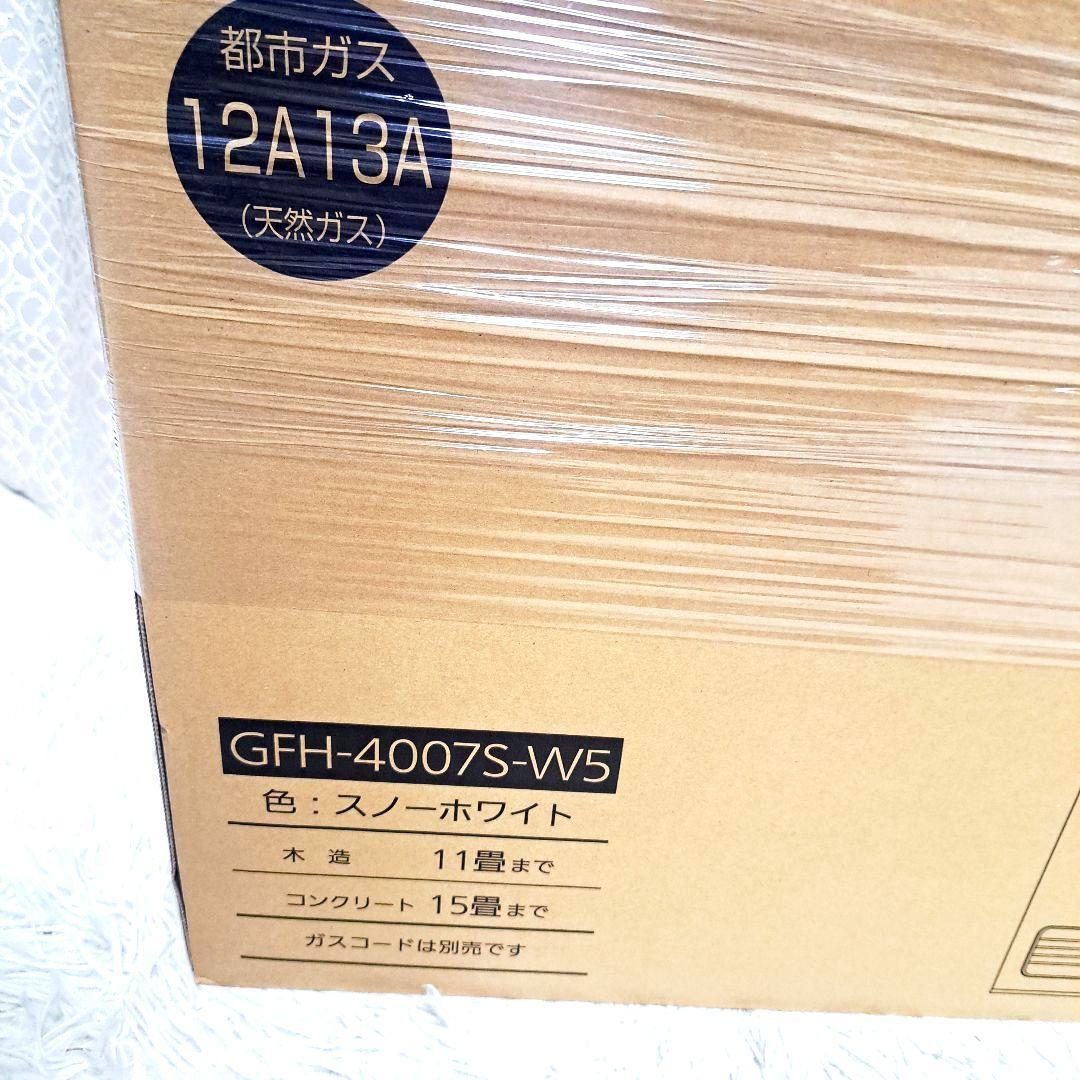 都市ガス
12A13A
(天然ガス)
GFH-4007S-W5
色:スノーホワイト
木 造 11畳まで
コンクリート 15畳まで
ガスコードは別売です